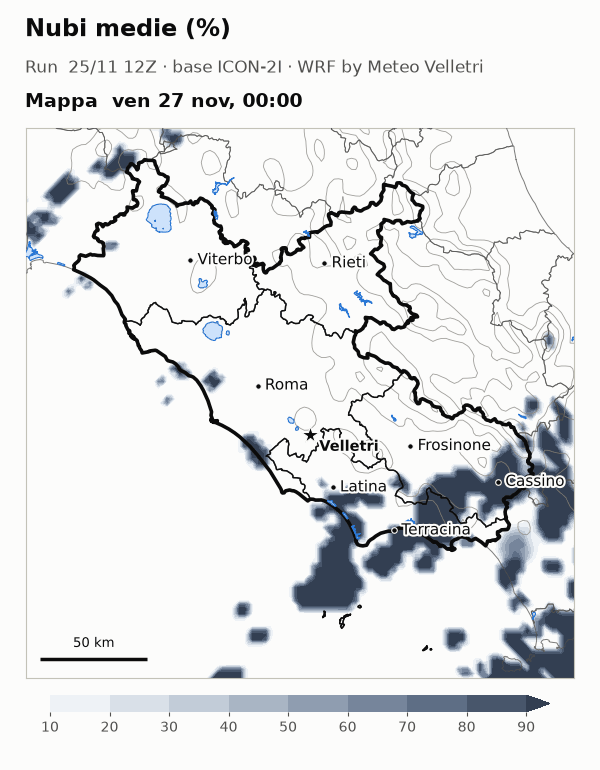 Nubi medie (%)
Run  25/11 12Z · base ICON-2I · WRF by Meteo Velletri
Mappa  ven 27 nov, 00:00
Viterbo
Rieti
Roma
Velletri
Frosinone
Cassino
Latina
Terracina
50 km
10 20 30 40 50 60 70 80 90